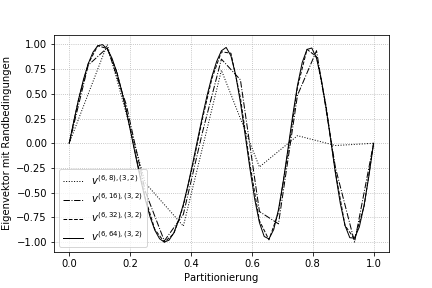 1.00
0.75
0.50
0.25
0.00
−0.25
−0.50
−0.75
−1.00
Eigenvektor mit Randbedingungen
v^(6, 8), (3, 2)
v^(6, 16), (3, 2)
v^(6, 32), (3, 2)
v^(6, 64), (3, 2)
0.0 0.2 0.4 0.6 0.8 1.0
Partitionierung